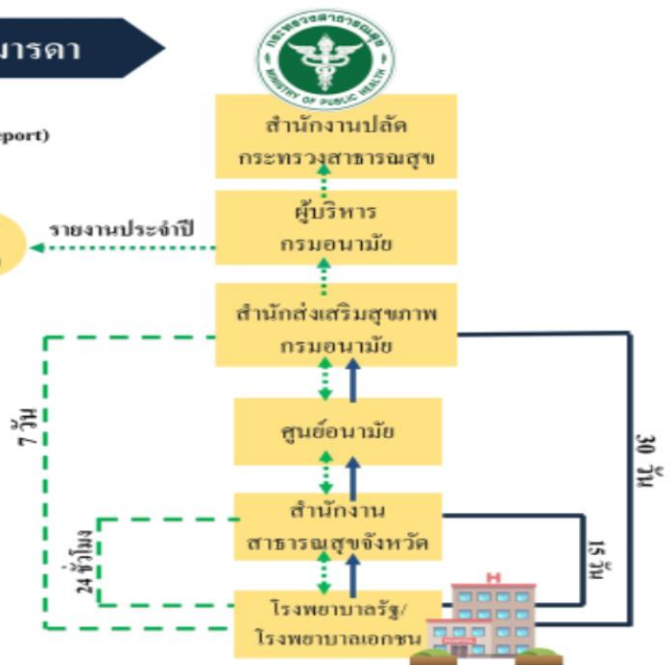 มารดา
กระทรวงสาธารณสุข
MINISTRY OF PUBLIC HEALTH
eport)
สำนักงานปลัด
กระทรวงสาธารณสุข
ผู้บริหาร
กรมอนามัย
รายงานประจำปี
สำนักส่งเสริมสุขภาพ
กรมอนามัย
7 วัน
30 วัน
ศูนย์อนามัย
สำนักงาน
สาธารณสุขจังหวัด
24 ชั่วโมง
15 วัน
โรงพยาบาลรัฐ/
โรงพยาบาลเอกชน
H